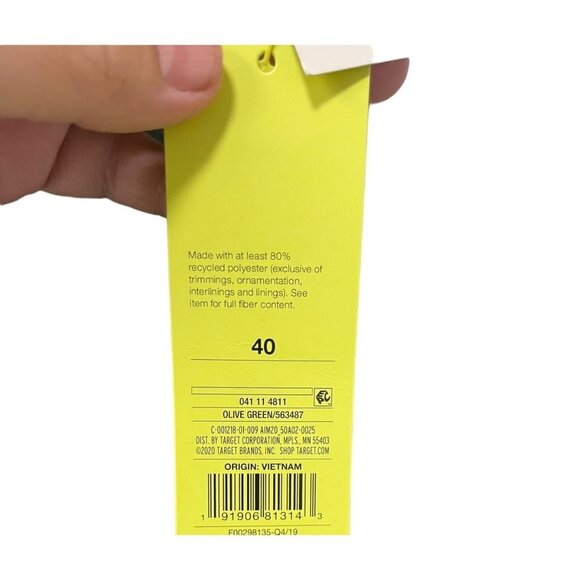 Made with at least 80%
recycled polyester (exclusive of
trimmings, ornamentation,
interlinings and linings). See
item for full fiber content.
40
041 11 4811
OLIVE GREEN/563487
C-001218-01-009 AIM20_50A02-0025
DIST. BY TARGET CORPORATION, MPLS, MN 55403
©2020 TARGET BRANDS, INC. SHOP TARGET.COM
ORIGIN: VIETNAM
1 91906 81314 3
F00298135-Q4/19